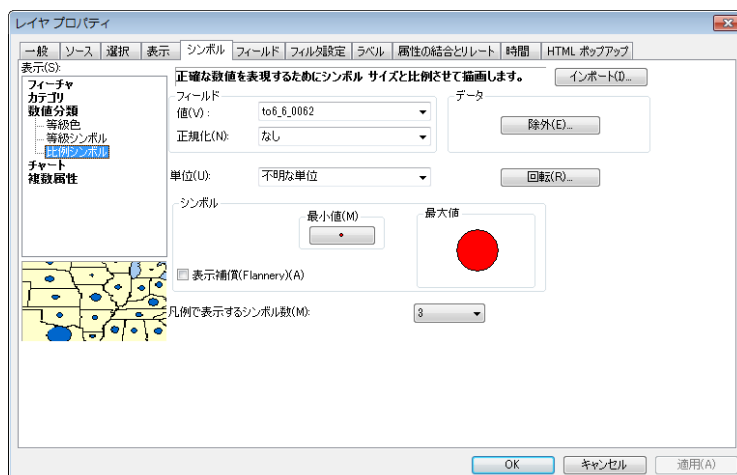 レイヤ プロパティ
一般 ソース 選択 表示 シンボル フィールド フィルタ設定 ラベル 属性の結合とリレート 時間 HTML ポップアップ
表示(S):
フィーチャ
カテゴリ
数値分類
等級色
等級シンボル
比例シンボル
チャート
複数属性
正確な数値を表現するためにシンボル サイズと比例させて描画します。
インポート(I)...
フィールド
値(V) :
to6_6_0062
正規化(N):
なし
データ
除外(E)...
単位(U):
不明な単位
回転(R)...
シンボル
最小値(M)
最大値
表示補償(Flannery)(A)
凡例で表示するシンボル数(M):
3
OK
キャンセル
適用(A)